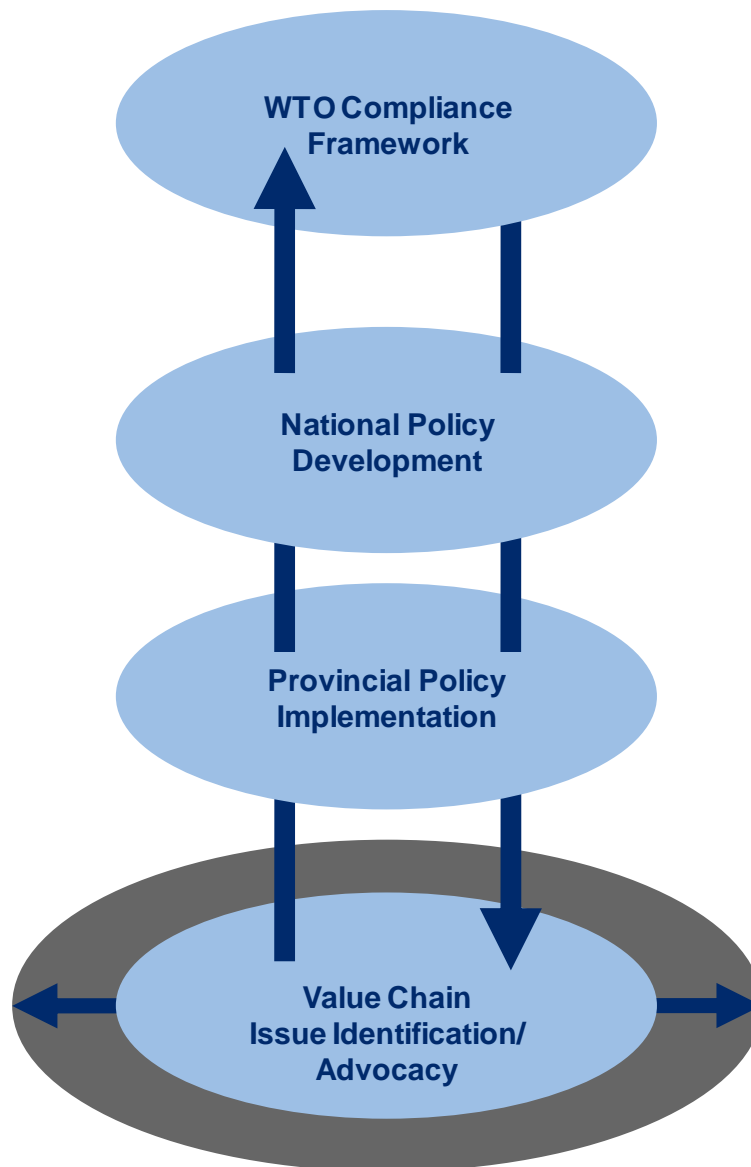 WTO Compliance
Framework
National Policy
Development
Provincial Policy
Implementation
Value Chain
Issue Identification/
Advocacy